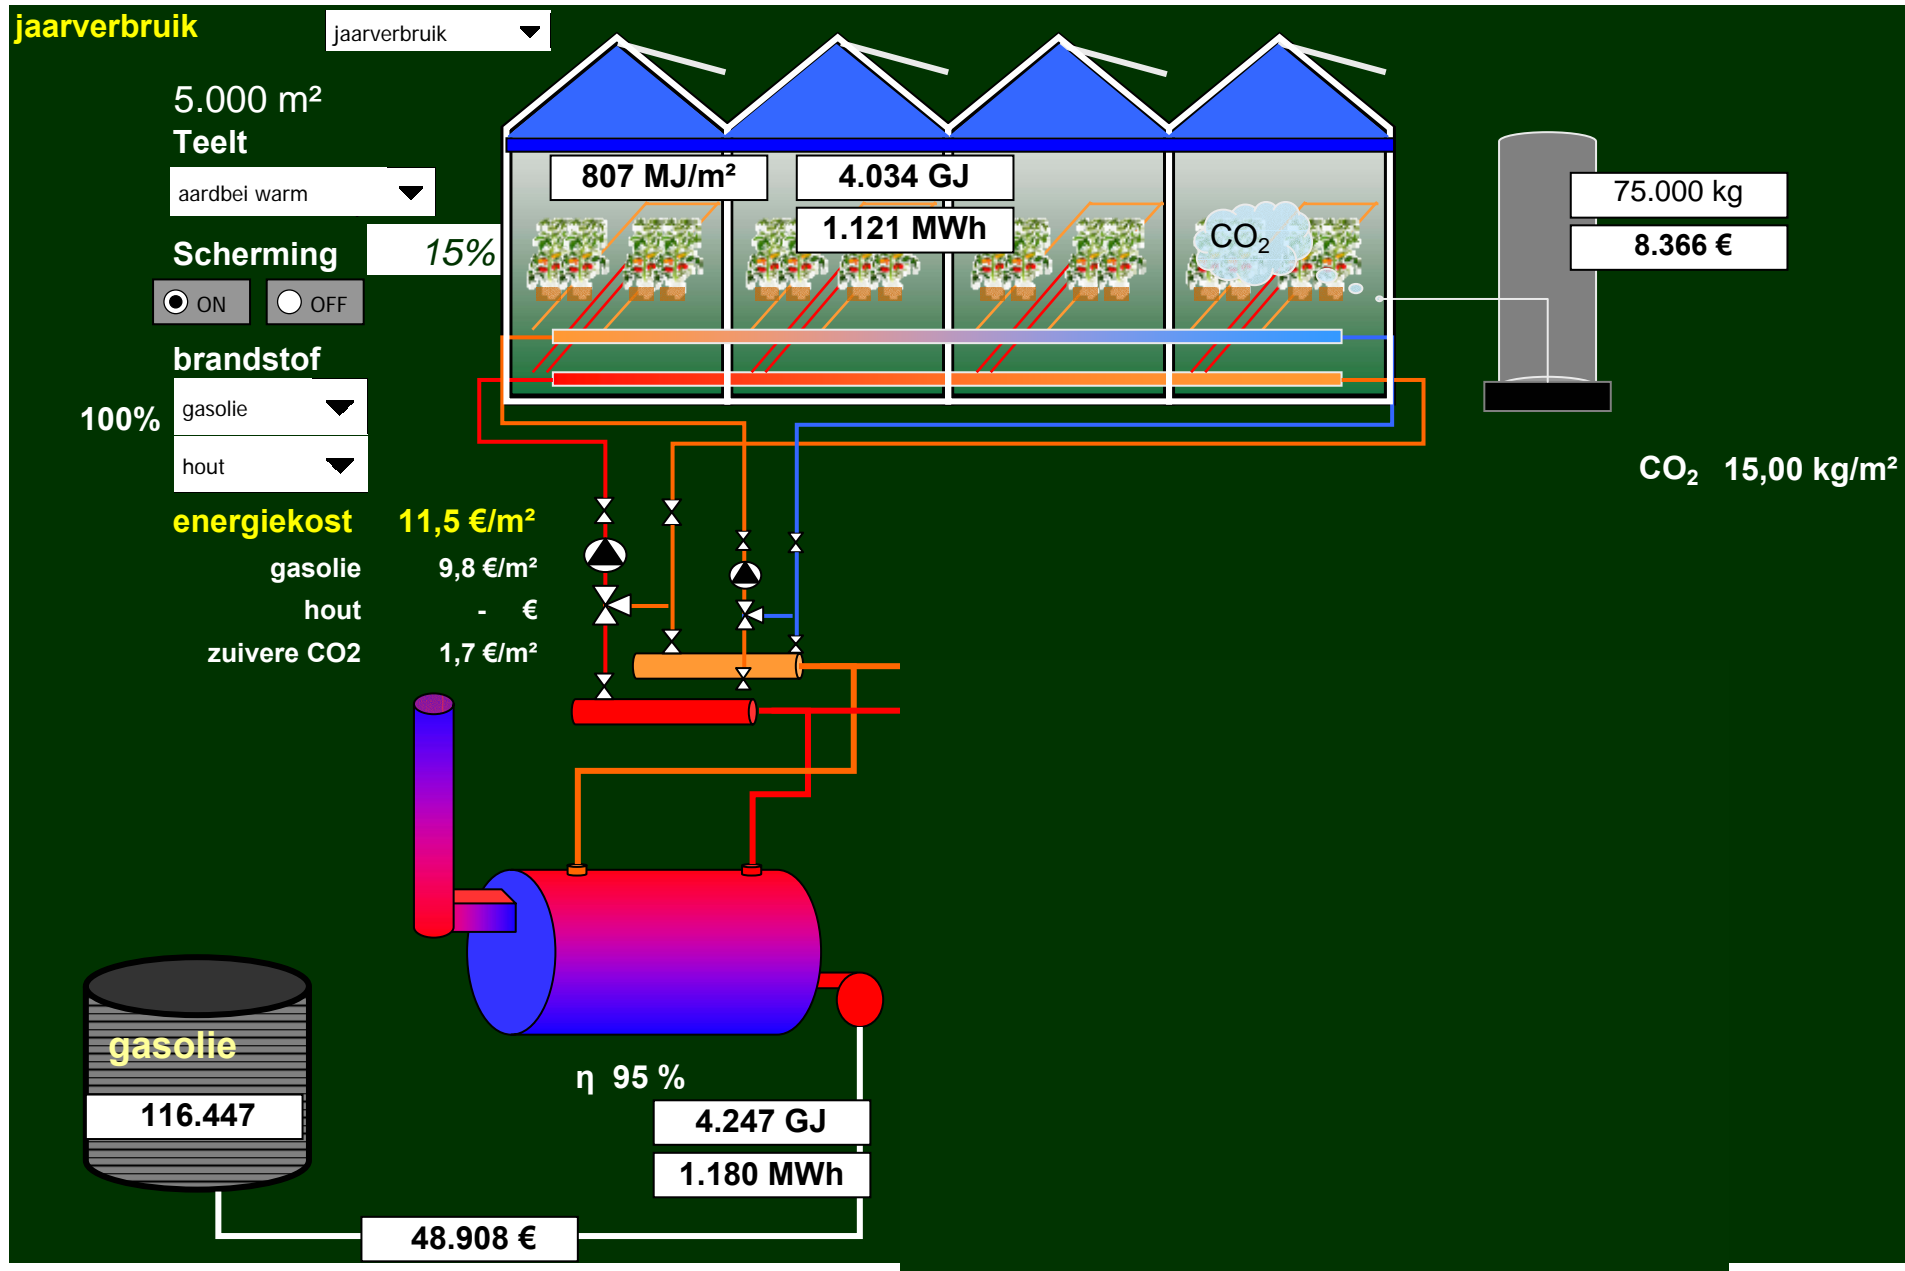 jaarverbruik
jaarverbruik
5.000 m²
Teelt
aardbei warm
Scherming 15%
ON OFF
brandstof
100% gasolie
hout
energiekost 11,5 €/m²
gasolie 9,8 €/m²
hout - €
zuivere CO2 1,7 €/m²
807 MJ/m² 4.034 GJ
1.121 MWh
CO₂
75.000 kg
8.366 €
CO₂ 15,00 kg/m²
gasolie
116.447
η 95 %
4.247 GJ
1.180 MWh
48.908 €